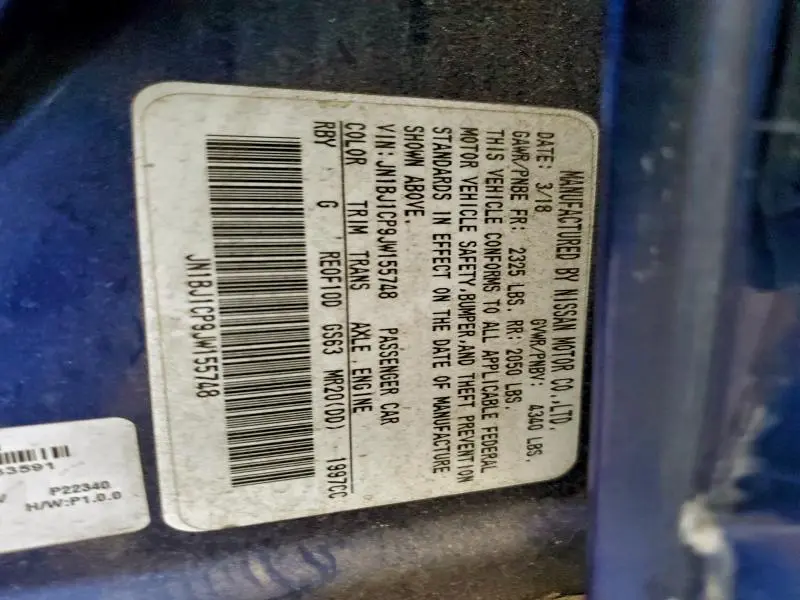 MANUFACTURED BY NISSAN MOTOR CO.,LTD.
DATE: 3/18 GVWR/PNBV: 4340 LBS.
GAWR/PNBE FR: 2325 LBS. RR: 2050 LBS.
THIS VEHICLE CONFORMS TO ALL APPLICABLE FEDERAL
MOTOR VEHICLE SAFETY,BUMPER,AND THEFT PREVENTION
STANDARDS IN EFFECT ON THE DATE OF MANUFACTURE
SHOWN ABOVE.
VIN: JN1BJ1CP9JW155748 PASSENGER CAR
COLOR TRIM TRANS AXLE ENGINE
RBY G RE0F10D GS63 MR20(DD) 1997CC
JN1BJ1CP9JW155748
3591
P22340
H/W:P1.0.0